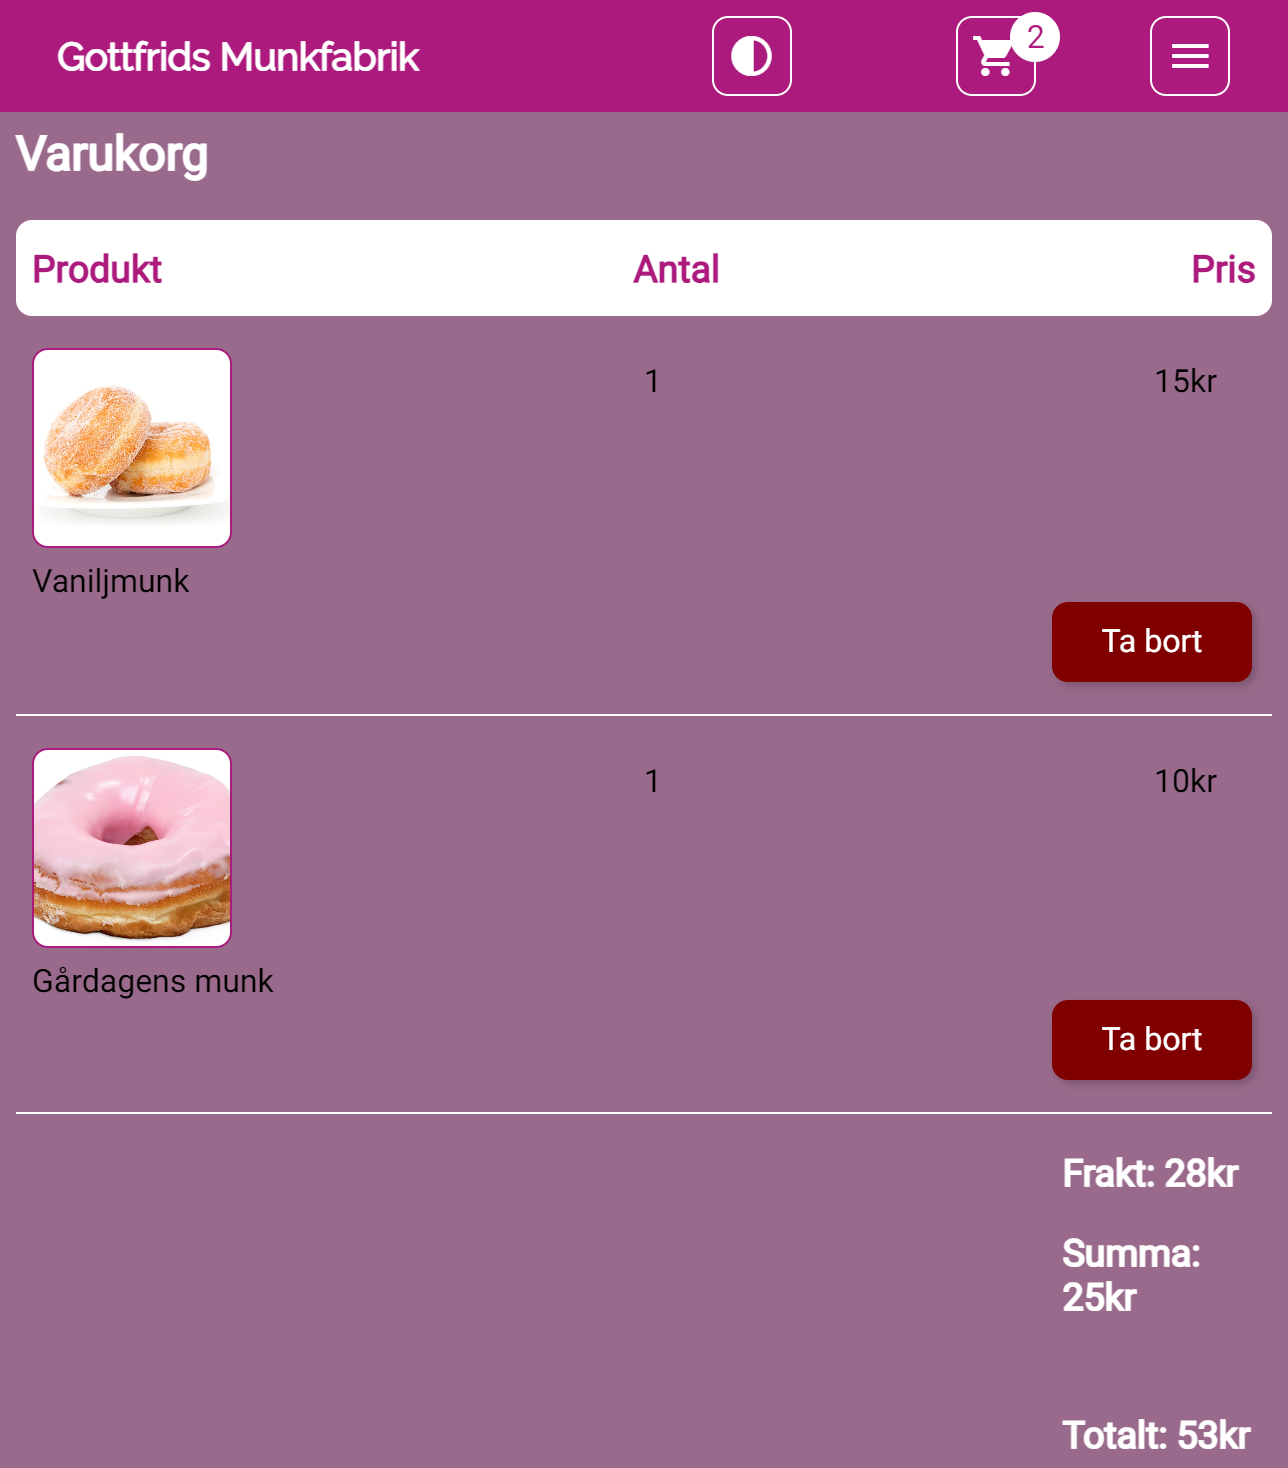 Gottfrids Munkfabrik
2
Varukorg
Produkt Antal Pris
1 15kr
Vaniljmunk
Ta bort
1 10kr
Gårdagens munk
Ta bort
Frakt: 28kr
Summa:
25kr
Totalt: 53kr